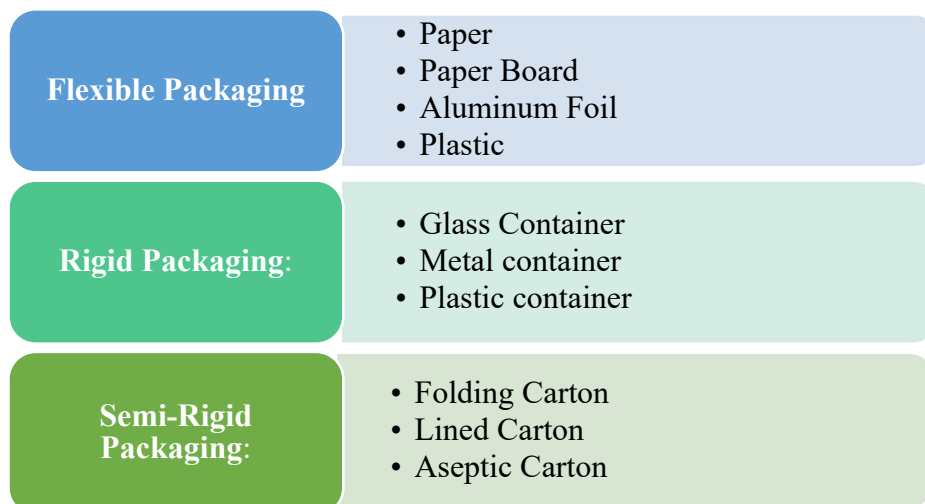 Flexible Packaging
• Paper
• Paper Board
• Aluminum Foil
• Plastic
Rigid Packaging:
• Glass Container
• Metal container
• Plastic container
Semi-Rigid
Packaging:
• Folding Carton
• Lined Carton
• Aseptic Carton